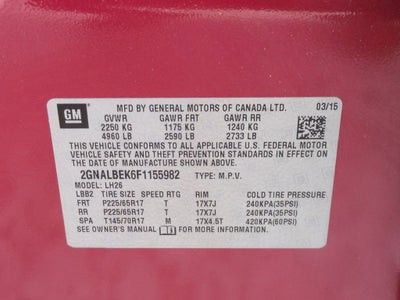 GM
MFD BY GENERAL MOTORS OF CANADA LTD. 03/15
GVWR GAWR FRT GAWR RR
2250 KG 1175 KG 1240 KG
4960 LB 2590 LB 2733 LB
THIS VEHICLE CONFORMS TO ALL APPLICABLE U.S. FEDERAL MOTOR
VEHICLE SAFETY AND THEFT PREVENTION STANDARDS IN EFFECT ON
THE DATE OF MANUFACTURE SHOWN ABOVE.
2GNALBEK6F1155982 TYPE: M.P.V.
MODEL: LH26
LBB2 TIRE SIZE SPEED RTG RIM COLD TIRE PRESSURE
FRT P225/65R17 T 17X7J 240KPA(35PSI)
RR P225/65R17 T 17X7J 240KPA(35PSI)
SPA T145/70R17 M 17X4.5T 420KPA(60PSI)
SEE OWNER'S MANUAL FOR MORE INFORMATION.